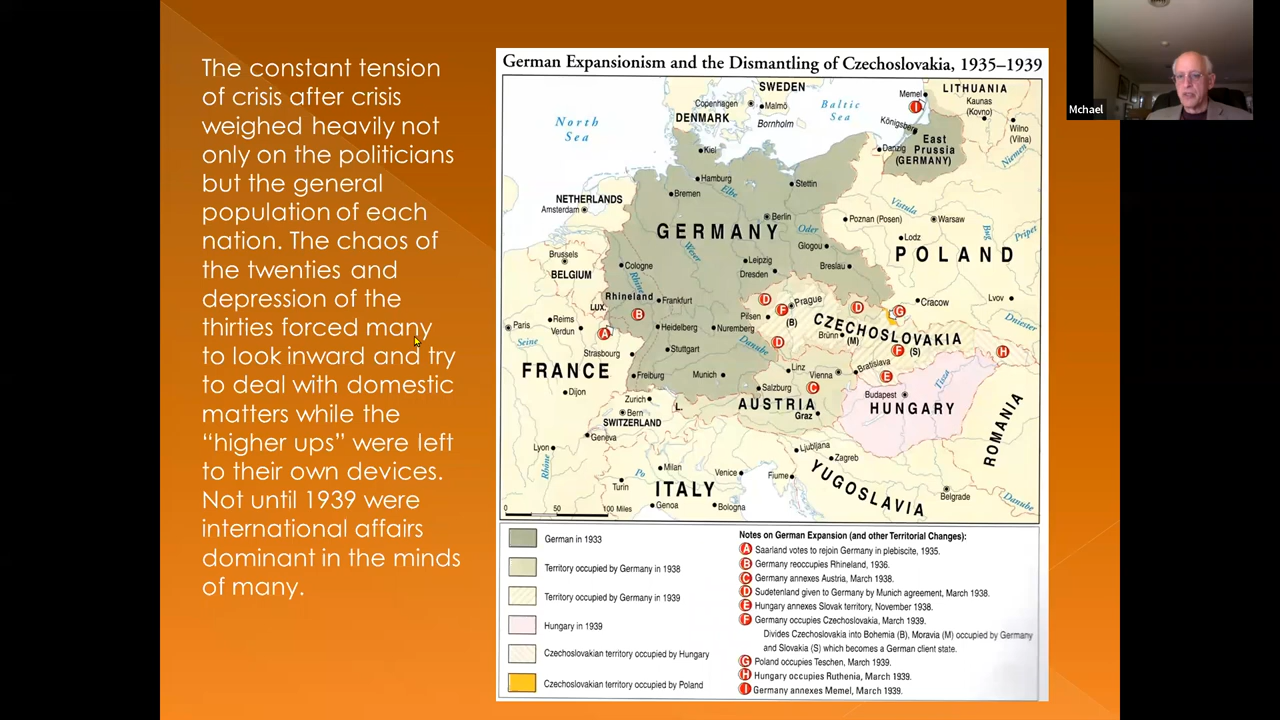 The constant tension
of crisis after crisis
weighed heavily not
only on the politicians
but the general
population of each
nation. The chaos of
the twenties and
depression of the
thirties forced many
to look inward and try
to deal with domestic
matters while the
“higher ups” were left
to their own devices.
Not until 1939 were
international affairs
dominant in the minds
of many.
German Expansionism and the Dismantling of Czechoslovakia, 1935–1939
SWEDEN
Copenhagen
Malmö
DENMARK
Bornholm
Baltic
Sea
North
Sea
Memel
I
LITHUANIA
Kaunas
(Kovno)
Wilno
(Vilna)
Niemen
Königsberg
East
Prussia
(GERMANY)
Danzig
Kiel
Hamburg
Bremen
Elbe
Stettin
NETHERLANDS
Amsterdam
Berlin
GERMANY
Weser
Oder
Glogou
Poznan (Posen)
Vistula
Warsaw
Bug
Pripet
Lodz
POLAND
Brussels
BELGIUM
Cologne
Rhine
Leipzig
Dresden
Breslau
Rhineland
B
Frankfurt
LUX.
A
D
F
Prague
Pilsen
(B)
D
G
Cracow
Lvov
Dniester
Paris
Seine
Reims
Verdun
Heidelberg
Nuremberg
D
CZECHOSLOVAKIA
Brünn
(M)
F
(S)
H
Strasbourg
Stuttgart
Danube
FRANCE
Freiburg
Munich
Linz
Vienna
Bratislava
E
Salzburg
C
Tisza
Dijon
Zurich
L.
AUSTRIA
Graz
Budapest
HUNGARY
Bern
SWITZERLAND
Geneva
ROMANIA
Lyon
Rhône
Ljubljana
Zagreb
Milan
Po
Venice
Fiume
YUGOSLAVIA
Turin
ITALY
Genoa
Bologna
Belgrade
Danube
0 50 100 Miles
German in 1933
Territory occupied by Germany in 1938
Territory occupied by Germany in 1939
Hungary in 1939
Czechoslovakian territory occupied by Hungary
Czechoslovakian territory occupied by Poland
Notes on German Expansion (and other Territorial Changes):
A Saarland votes to rejoin Germany in plebiscite, 1935.
B Germany reoccupies Rhineland, 1936.
C Germany annexes Austria, March 1938.
D Sudetenland given to Germany by Munich agreement, March 1938.
E Hungary annexes Slovak territory, November 1938.
F Germany occupies Czechoslovakia, March 1939.
Divides Czechoslovakia into Bohemia (B), Moravia (M) occupied by Germany
and Slovakia (S) which becomes a German client state.
G Poland occupies Teschen, March 1939.
H Hungary occupies Ruthenia, March 1939.
I Germany annexes Memel, March 1939.
Mchael